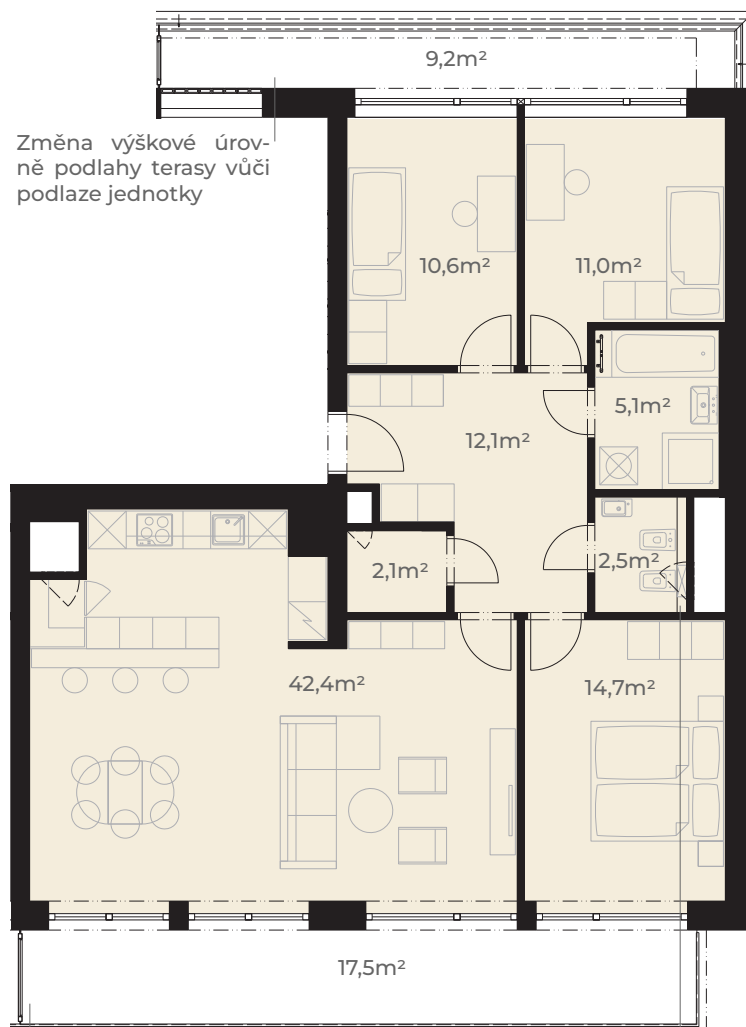 9,2m²
Změna výškové úrov-
ně podlahy terasy vůči
podlaze jednotky
10,6m²
11,0m²
5,1m²
12,1m²
2,1m²
2,5m²
42,4m²
14,7m²
17,5m²